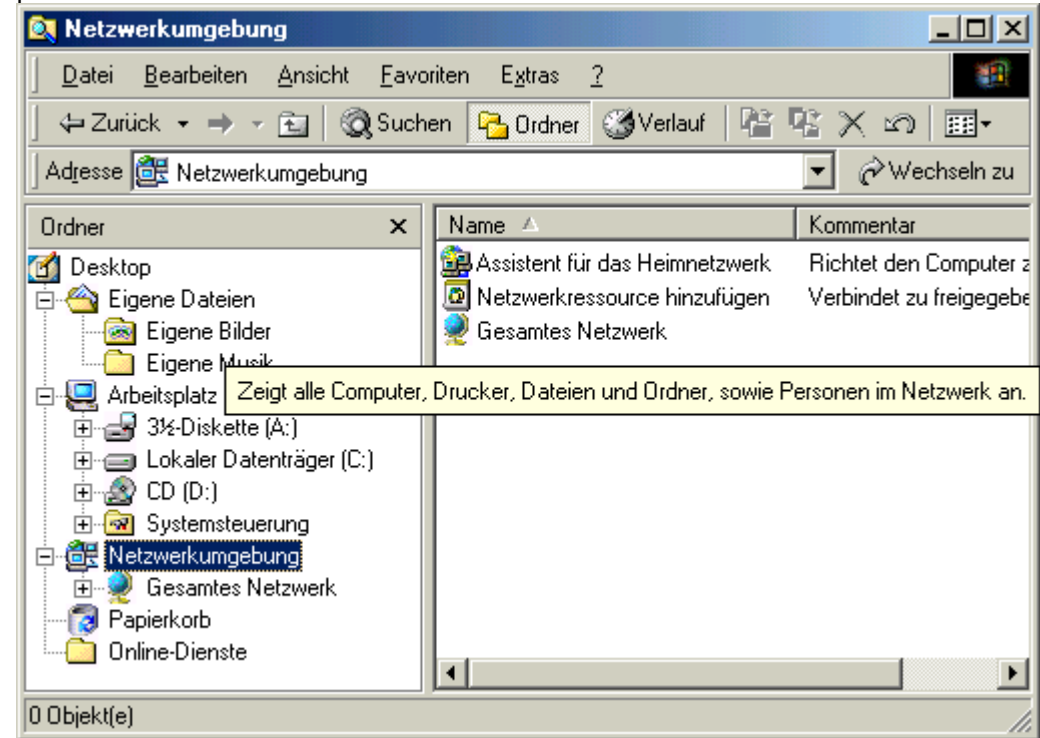 Netzwerkumgebung
Datei Bearbeiten Ansicht Favoriten Extras ?
Zurück Suchen Ordner Verlauf
Adresse Netzwerkumgebung Wechseln zu
Ordner
Desktop
Eigene Dateien
Eigene Bilder
Eigene Musik
Arbeitsplatz
3½-Diskette (A:)
Lokaler Datenträger (C:)
CD (D:)
Systemsteuerung
Netzwerkumgebung
Gesamtes Netzwerk
Papierkorb
Online-Dienste
Name Kommentar
Assistent für das Heimnetzwerk Richtet den Computer z
Netzwerkressource hinzufügen Verbindet zu freigegebe
Gesamtes Netzwerk
Zeigt alle Computer, Drucker, Dateien und Ordner, sowie Personen im Netzwerk an.
0 Objekt(e)